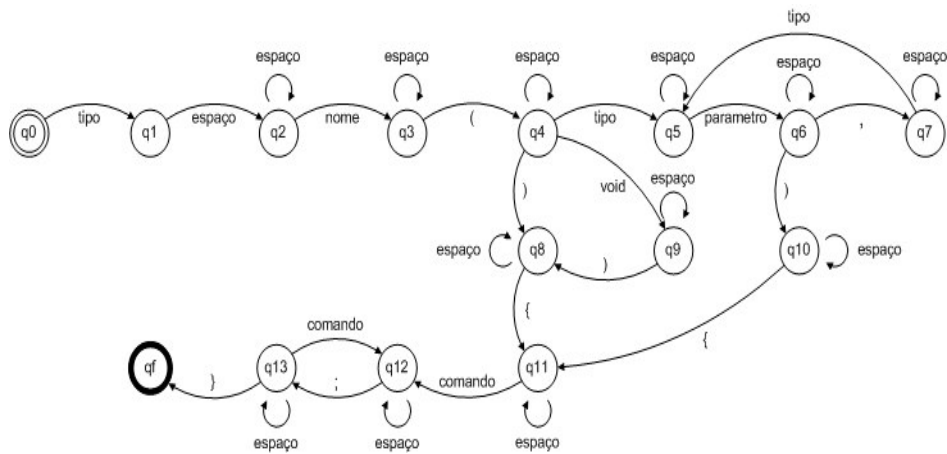 tipo
espaço espaço espaço espaço espaço espaço
tipo espaço nome ( tipo parametro ,
q0 q1 q2 q3 q4 q5 q6 q7
) void espaço )
espaço q8 ) q9 q10 espaço
{ {
comando
qf } q13 ; q12 comando q11
espaço espaço espaço